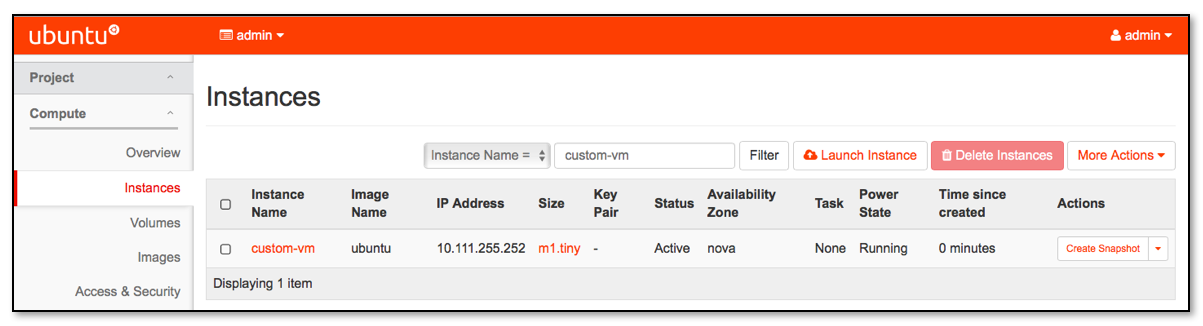 ubuntu admin admin
Project
Compute
Overview
Instances
Volumes
Images
Access & Security
Instances
Instance Name = custom-vm Filter Launch Instance Delete Instances More Actions
Instance Name Image Name IP Address Size Key Pair Status Availability Zone Task Power State Time since created Actions
custom-vm ubuntu 10.111.255.252 m1.tiny - Active nova None Running 0 minutes Create Snapshot
Displaying 1 item